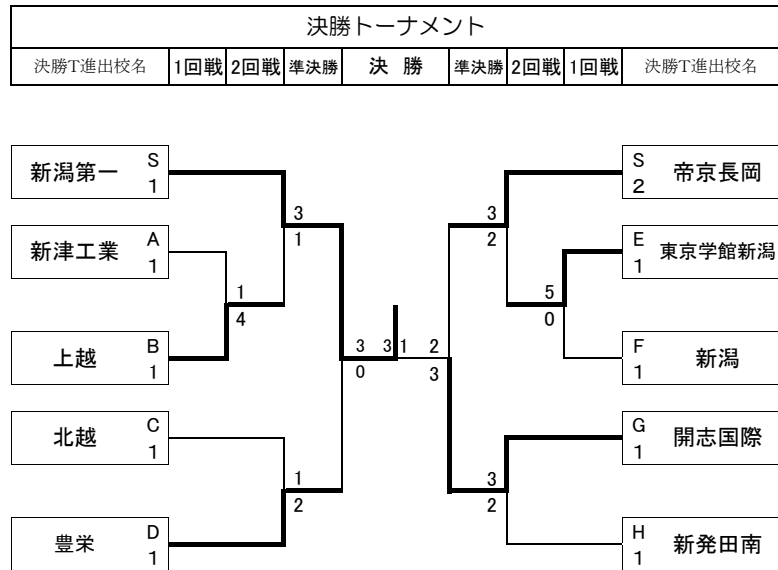 決勝トーナメント
決勝T進出校名 1回戦 2回戦 準決勝 決 勝 準決勝 2回戦 1回戦 決勝T進出校名
新潟第一 S 1
S 2 帝京長岡
3 1
3 2
新津工業 A 1
E 1 東京学館新潟
1 4
5 0
上越 B 1
F 1 新潟
3 0
3 1
2 3
北越 C 1
G 1 開志国際
1 2
3 2
豊栄 D 1
H 1 新発田南